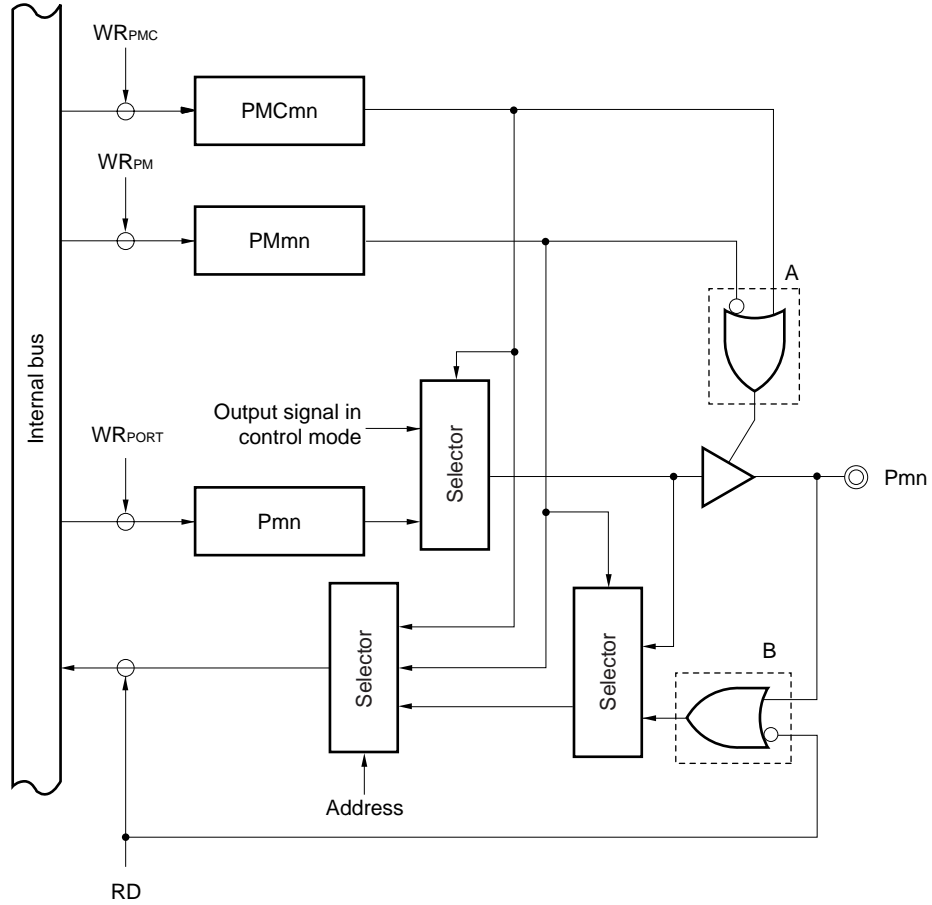 WRPMC
PMCmn
WRPM
PMmn
A
Internal bus
Output signal in
control mode
Selector
WRPORT
Pmn
Pmn
Selector
Selector
B
Address
RD